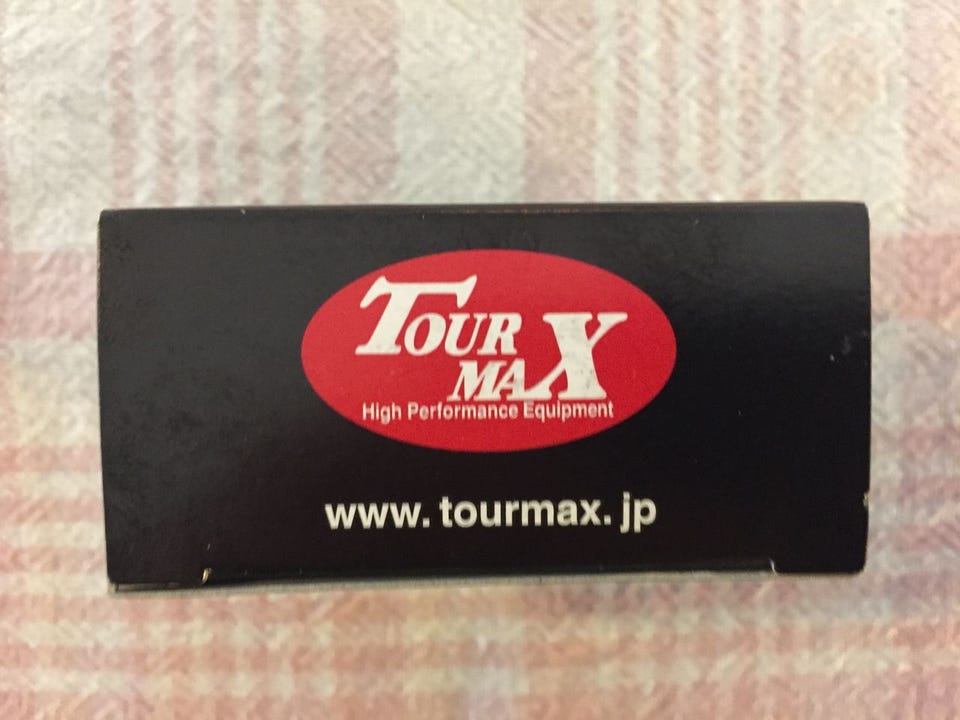 TOUR
MAX
High Performance Equipment
www. tourmax. jp